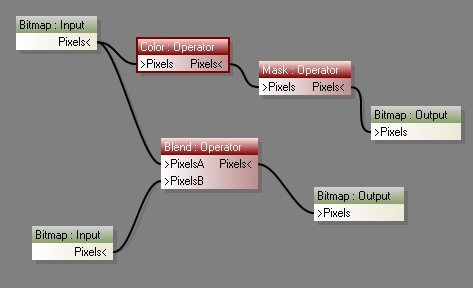 Bitmap : Input
Pixels<
Color : Operator
>Pixels Pixels<
Mask : Operator
>Pixels Pixels<
Bitmap : Output
>Pixels
Blend : Operator
>PixelsA Pixels<
>PixelsB
Bitmap : Output
>Pixels
Bitmap : Input
Pixels<